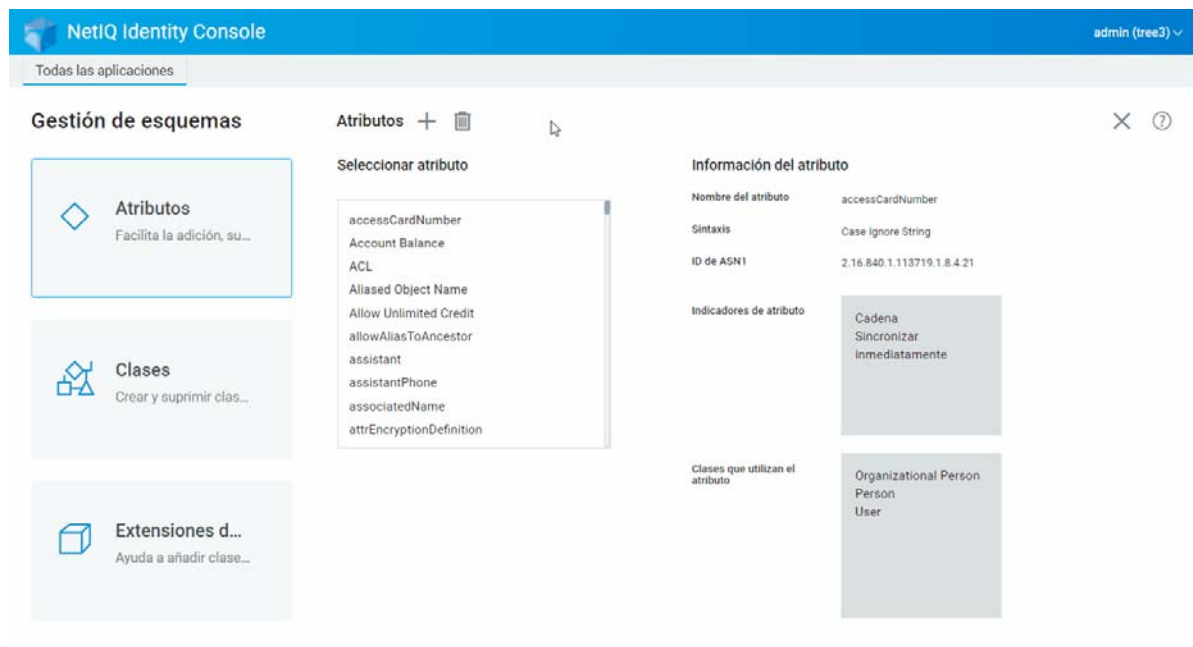 NetIQ Identity Console
admin (tree3)
Todas las aplicaciones
Gestión de esquemas
Atributos
Facilita la adición, su...
Clases
Crear y suprimir clas...
Extensiones d...
Ayuda a añadir clase...
Atributos
Seleccionar atributo
accessCardNumber
Account Balance
ACL
Aliased Object Name
Allow Unlimited Credit
allowAliasToAncestor
assistant
assistantPhone
associatedName
attrEncryptionDefinition
Información del atributo
Nombre del atributo
accessCardNumber
Sintaxis
Case Ignore String
ID de ASN1
2.16.840.1.113719.1.8.4.21
Indicadores de atributo
Cadena
Sincronizar
inmediatamente
Clases que utilizan el
atributo
Organizational Person
Person
User